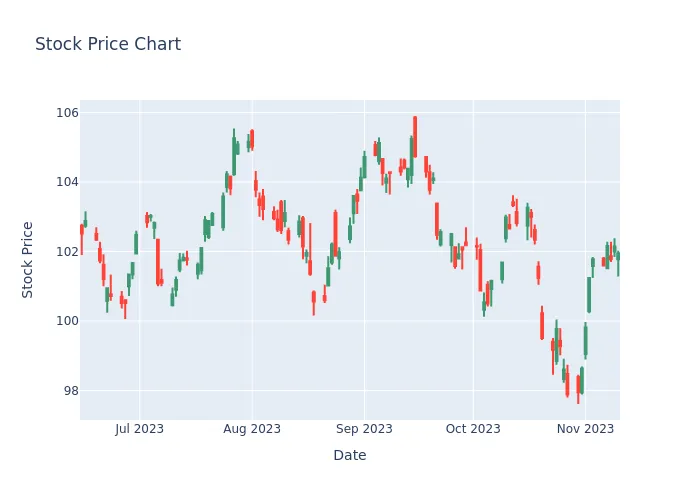 Stock Price Chart
106
104
102
100
98
Stock Price
Jul 2023
Aug 2023
Sep 2023
Oct 2023
Nov 2023
Date